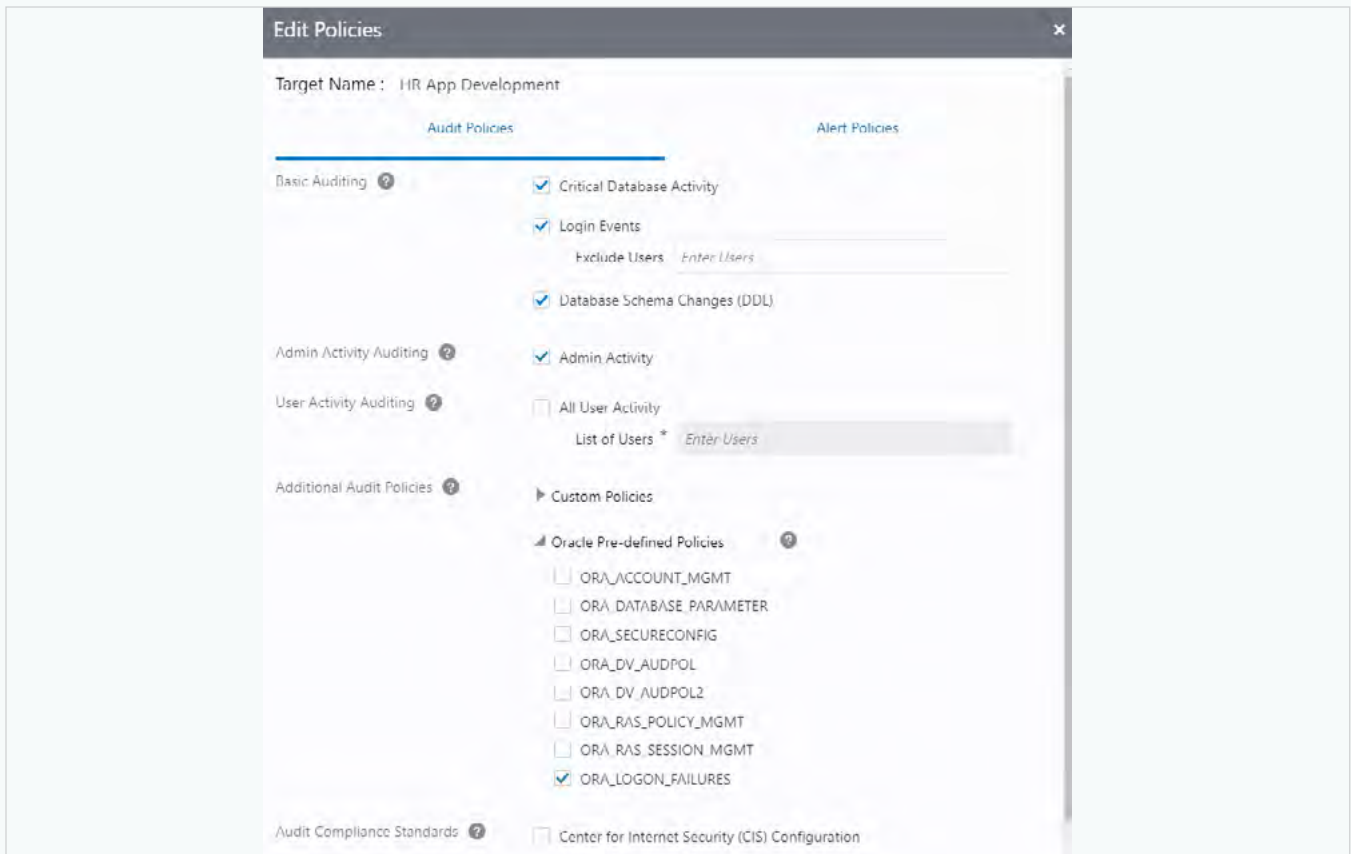 Edit Policies ×
Target Name : HR App Development
Audit Policies Alert Policies
Basic Auditing ? Critical Database Activity
Login Events
Exclude Users Enter Users
Database Schema Changes (DDL)
Admin Activity Auditing ? Admin Activity
User Activity Auditing ? All User Activity
List of Users * Enter Users
Additional Audit Policies ? Custom Policies
Oracle Pre-defined Policies ?
ORA_ACCOUNT_MGMT
ORA_DATABASE_PARAMETER
ORA_SECURECONFIG
ORA_DV_AUDPOL
ORA_DV_AUDPOL2
ORA_RAS_POLICY_MGMT
ORA_RAS_SESSION_MGMT
ORA_LOGON_FAILURES
Audit Compliance Standards ? Center for Internet Security (CIS) Configuration